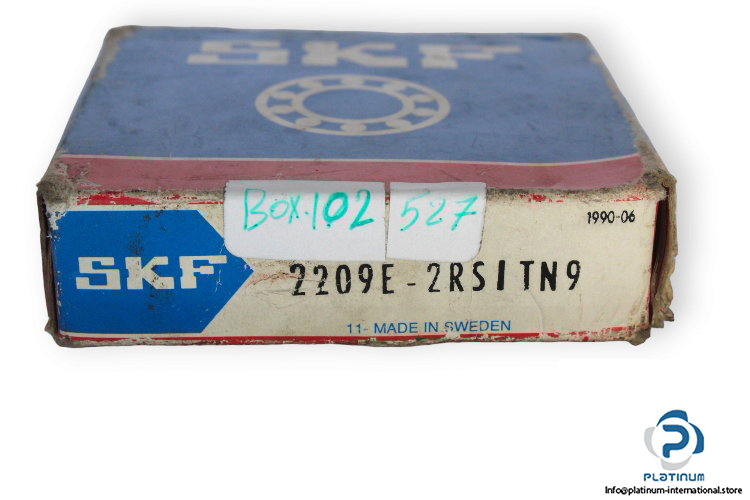 SKF
BOX.102 527
1990-06
SKF
2209E-2RS1TN9
11- MADE IN SWEDEN
PLATINUM
Info@platinum-international.store